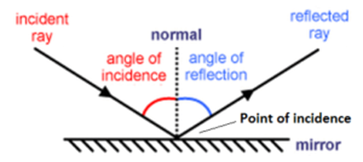 incident
ray
normal
reflected
ray
angle of
incidence
angle of
reflection
Point of incidence
mirror